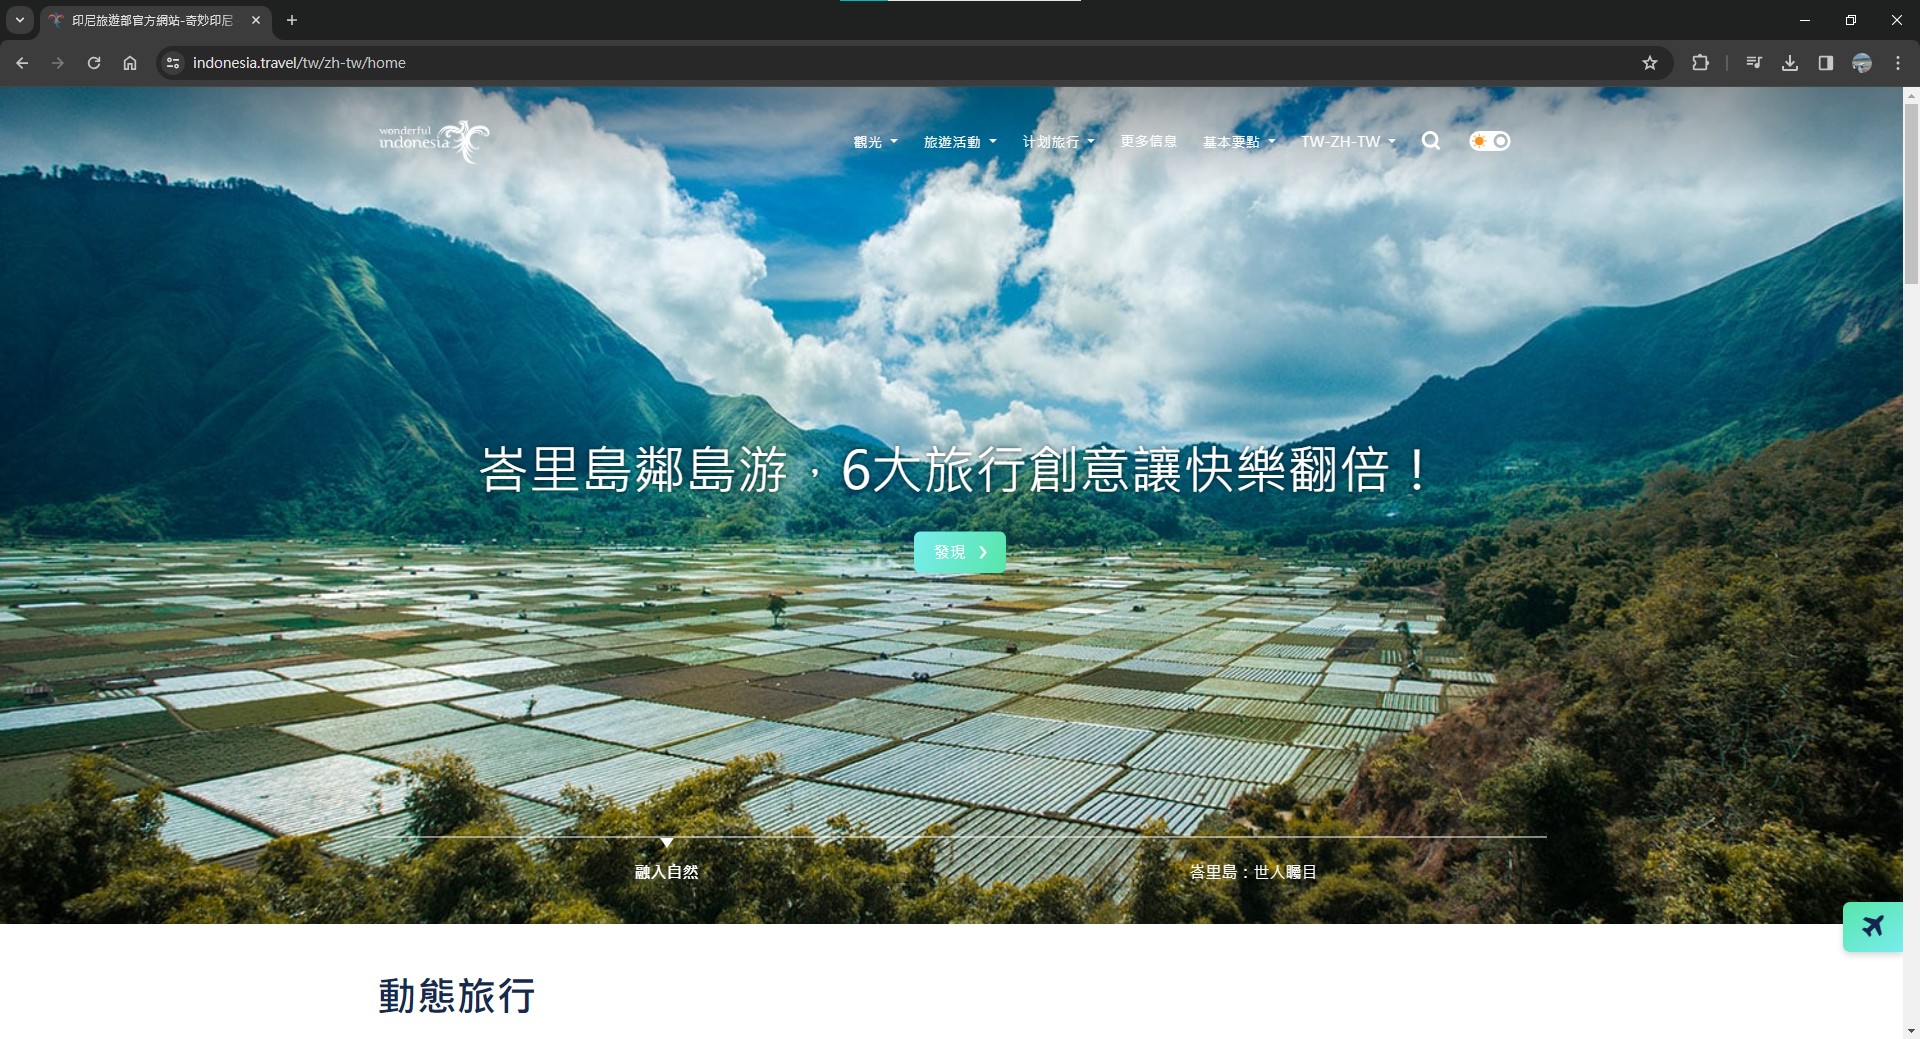 印尼旅遊部官方網站-奇妙印尼
indonesia.travel/tw/zh-tw/home
wonderful
indonesia
觀光 旅遊活動 计划旅行 更多信息 基本要點 TW-ZH-TW
峇里島鄰島游，6大旅行創意讓快樂翻倍！
發現
融入自然 峇里島：世人矚目
動態旅行